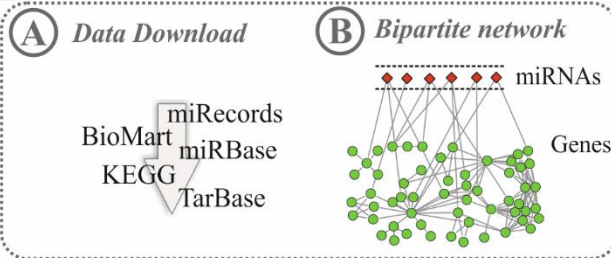 A Data Download
miRecords
BioMart
miRBase
KEGG
TarBase
B Bipartite network
miRNAs
Genes